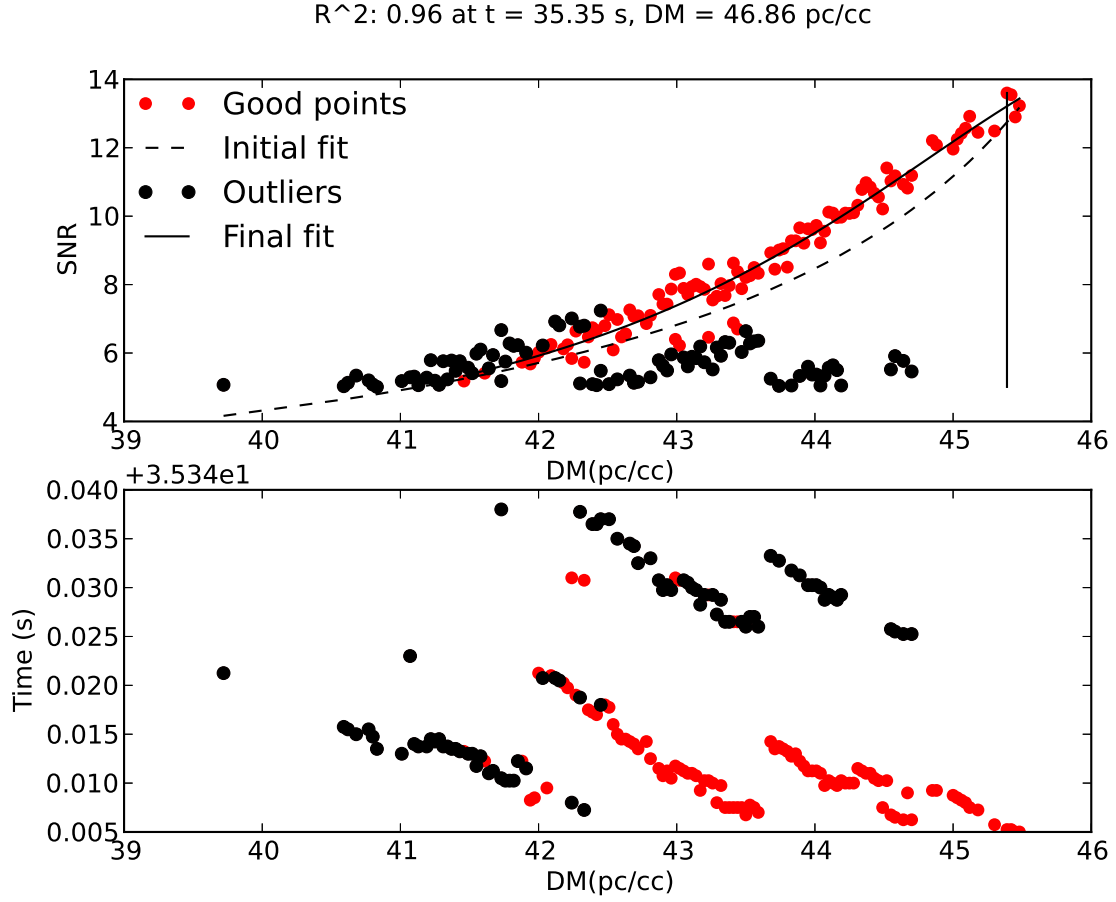 R^2: 0.96 at t = 35.35 s, DM = 46.86 pc/cc
14
12
10
8
6
4
SNR
Good points
Initial fit
Outliers
Final fit
39 40 41 42 43 44 45 46
DM(pc/cc)
+3.534e1
0.040
0.035
0.030
0.025
0.020
0.015
0.010
0.005
Time (s)
39 40 41 42 43 44 45 46
DM(pc/cc)